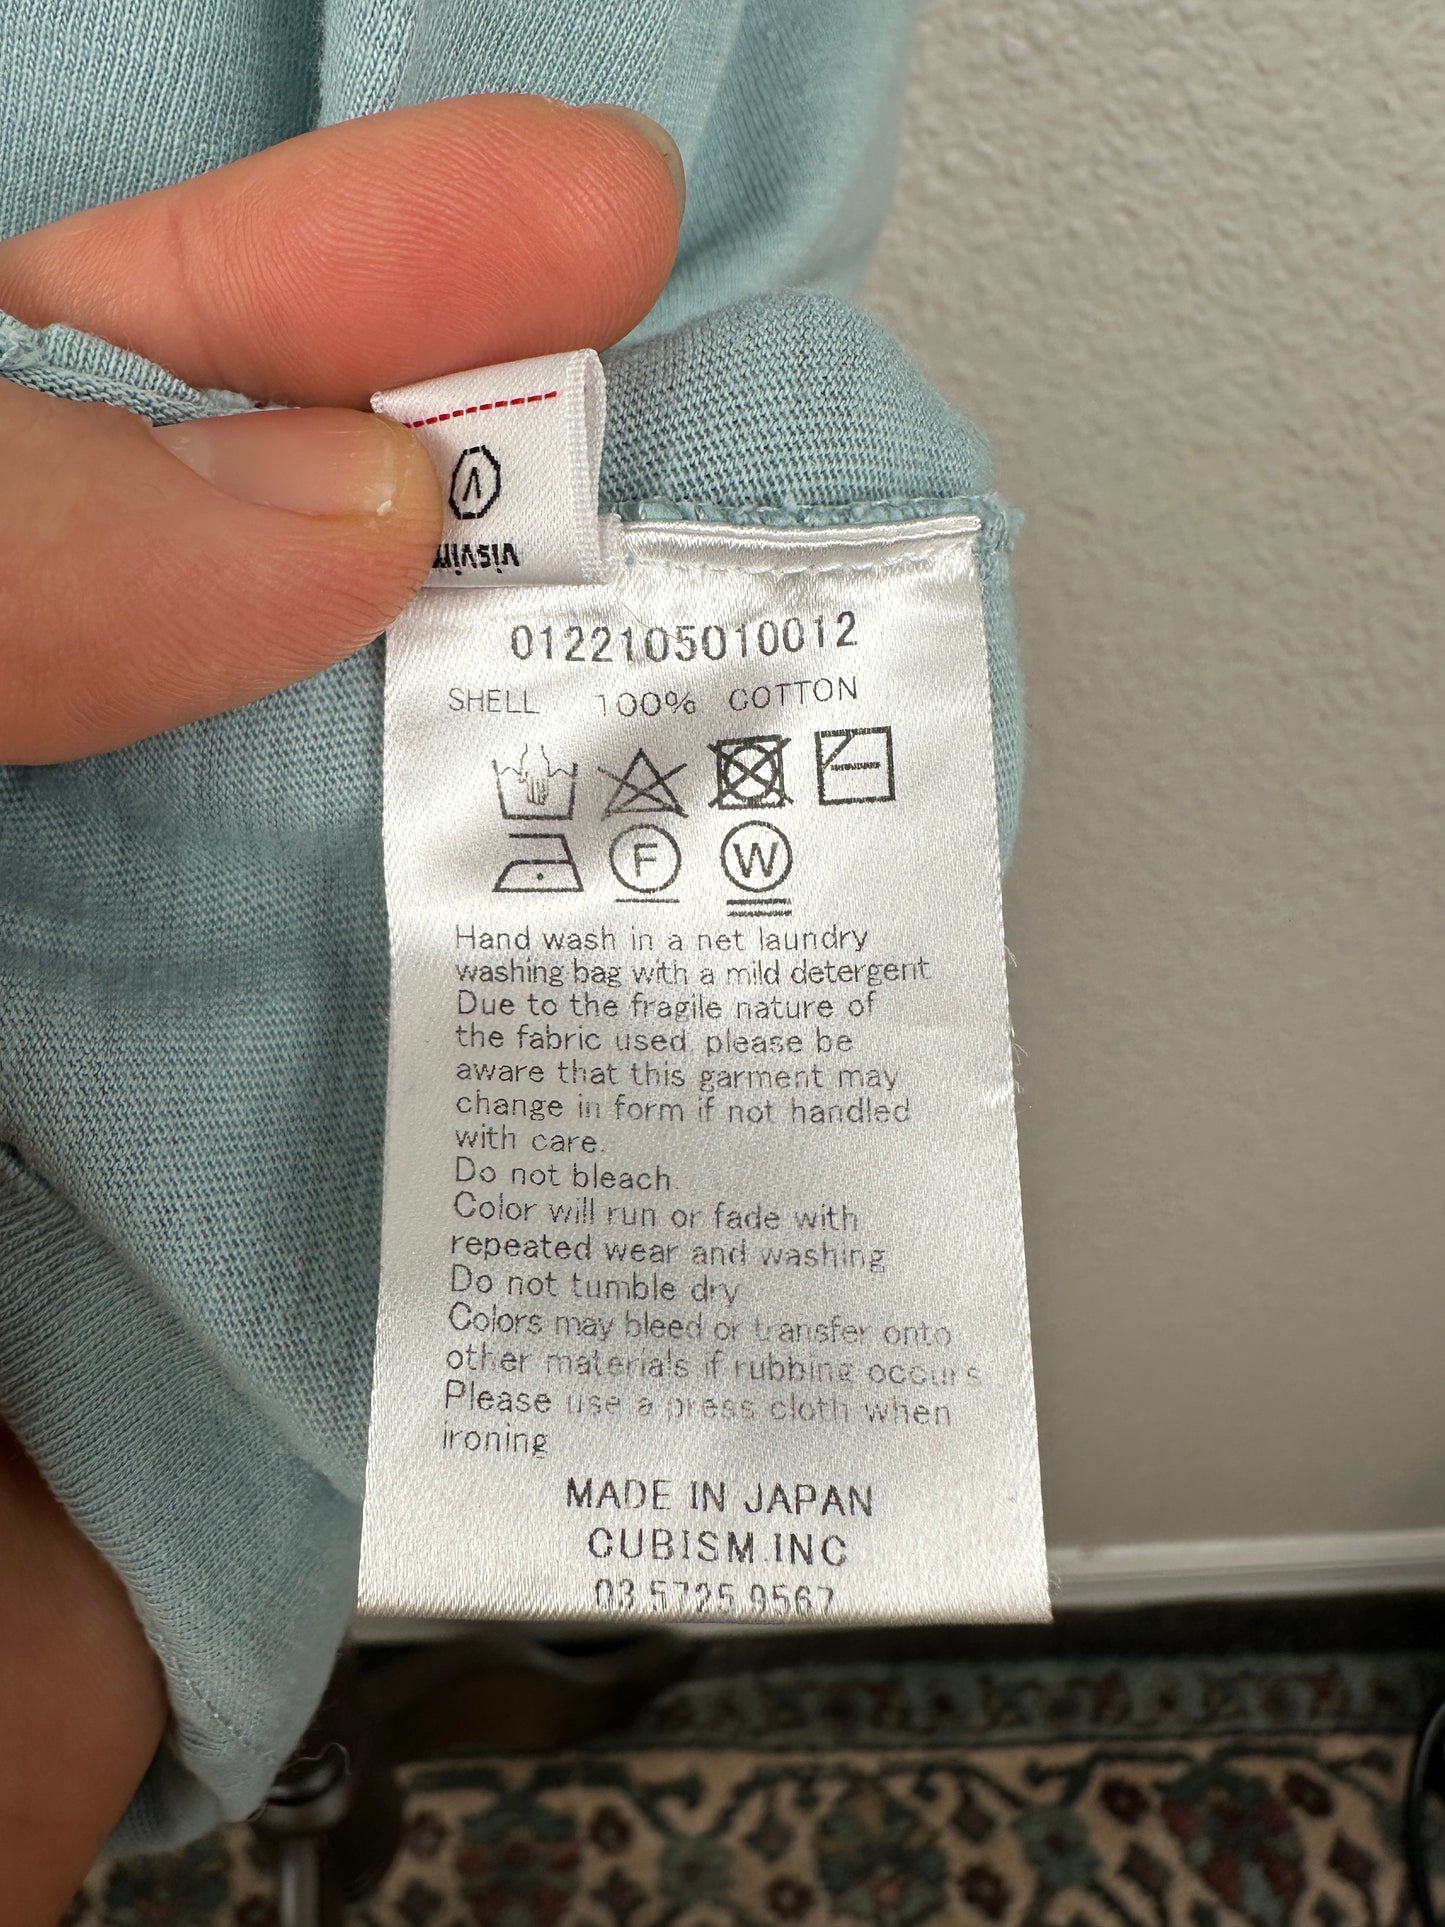 visvim
0122105010012
SHELL 100% COTTON
F W
Hand wash in a net laundry
washing bag with a mild detergent
Due to the fragile nature of
the fabric used, please be
aware that this garment may
change in form if not handled
with care.
Do not bleach.
Color will run or fade with
repeated wear and washing
Do not tumble dry
Colors may bleed or transfer onto
other materials if rubbing occurs
Please use a press cloth when
ironing
MADE IN JAPAN
CUBISM.INC
03 5725 9567